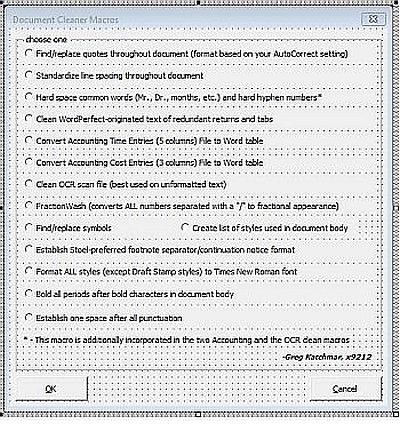 Document Cleaner Macros
choose one
Find/replace quotes throughout document (format based on your AutoCorrect setting)
Standardize line spacing throughout document
Hard space common words (Mr., Dr., months, etc.) and hard hyphen numbers*
Clean WordPerfect-originated text of redundant returns and tabs
Convert Accounting Time Entries (5 columns) File to Word table
Convert Accounting Cost Entries (3 columns) File to Word table
Clean OCR scan file (best used on unformatted text)
FractionWash (converts ALL numbers separated with a "/" to fractional appearance)
Find/replace symbols
Create list of styles used in document body
Establish Stoel-preferred footnote separator/continuation notice format
Format ALL styles (except Draft Stamp styles) to Times New Roman font
Bold all periods after bold characters in document body
Establish one space after all punctuation
* - This macro is additionally incorporated in the two Accounting and the OCR clean macros
-Greg Katchmar, x9212
OK
Cancel